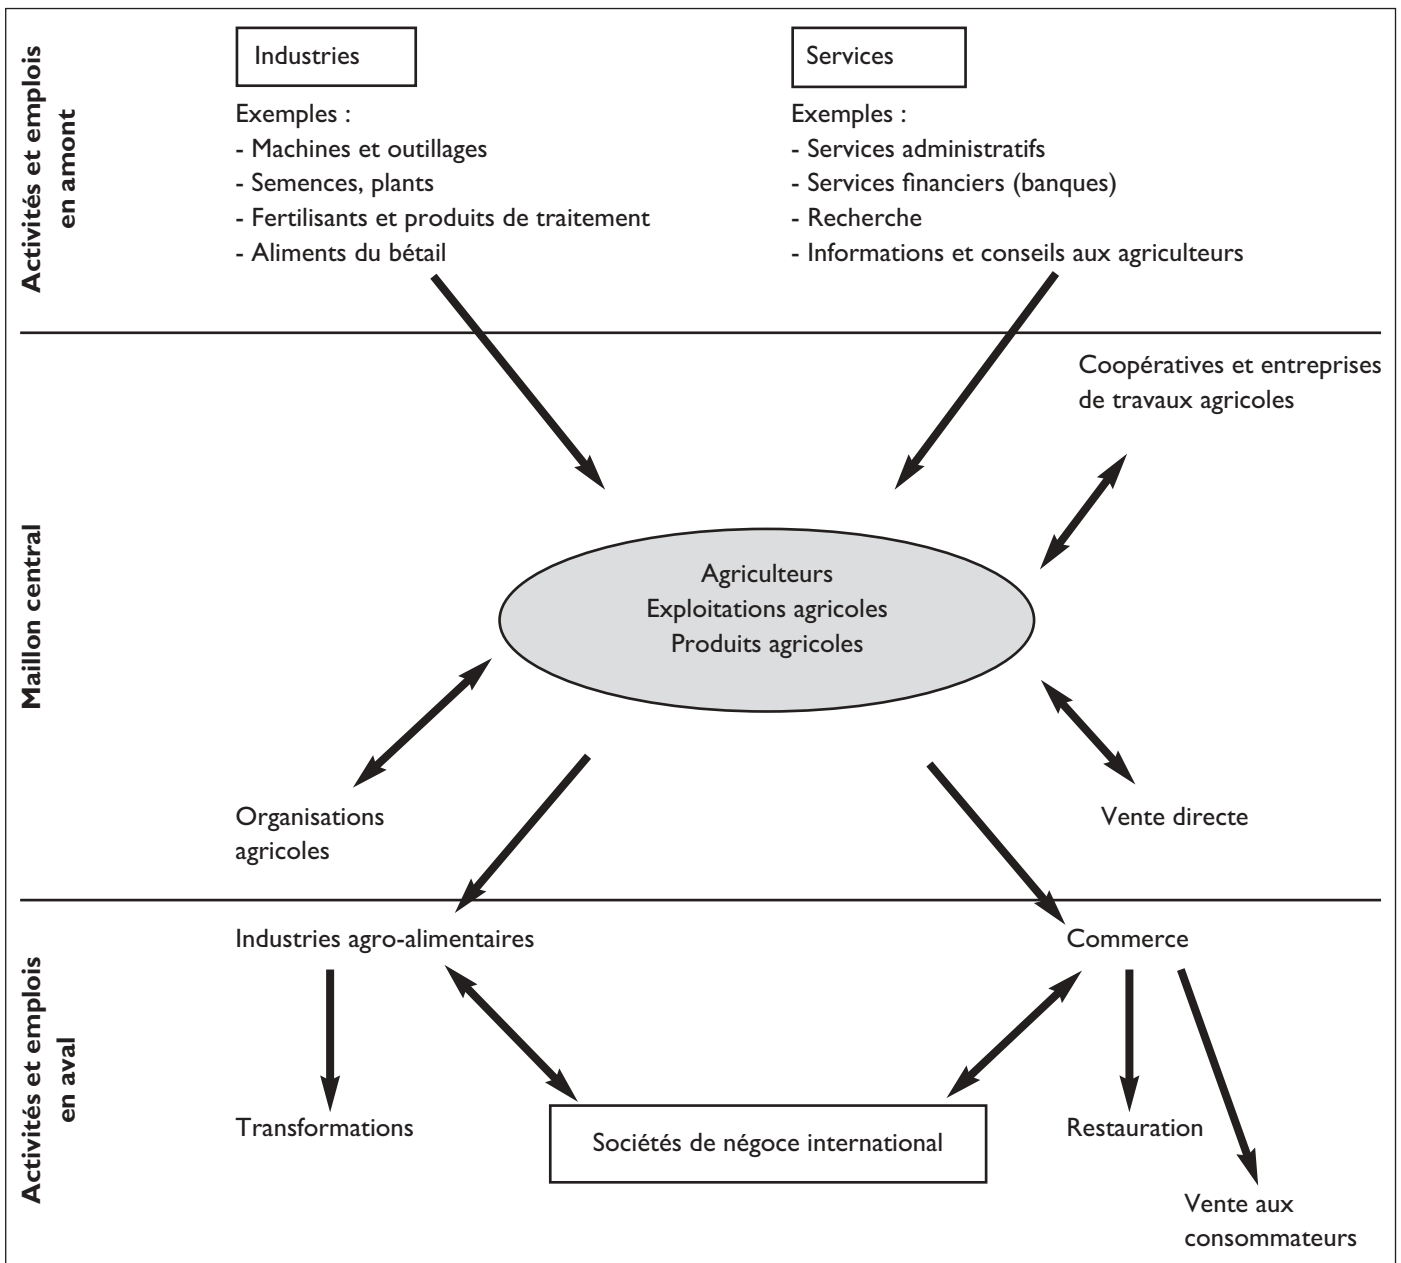 Activités et emplois
en amont
Industries
Exemples :
- Machines et outillages
- Semences, plants
- Fertilisants et produits de traitement
- Aliments du bétail
Services
Exemples :
- Services administratifs
- Services financiers (banques)
- Recherche
- Informations et conseils aux agriculteurs
Maillon central
Coopératives et entreprises
de travaux agricoles
Agriculteurs
Exploitations agricoles
Produits agricoles
Organisations
agricoles
Vente directe
Activités et emplois
en aval
Industries agro-alimentaires
Commerce
Transformations
Sociétés de négoce international
Restauration
Vente aux
consommateurs